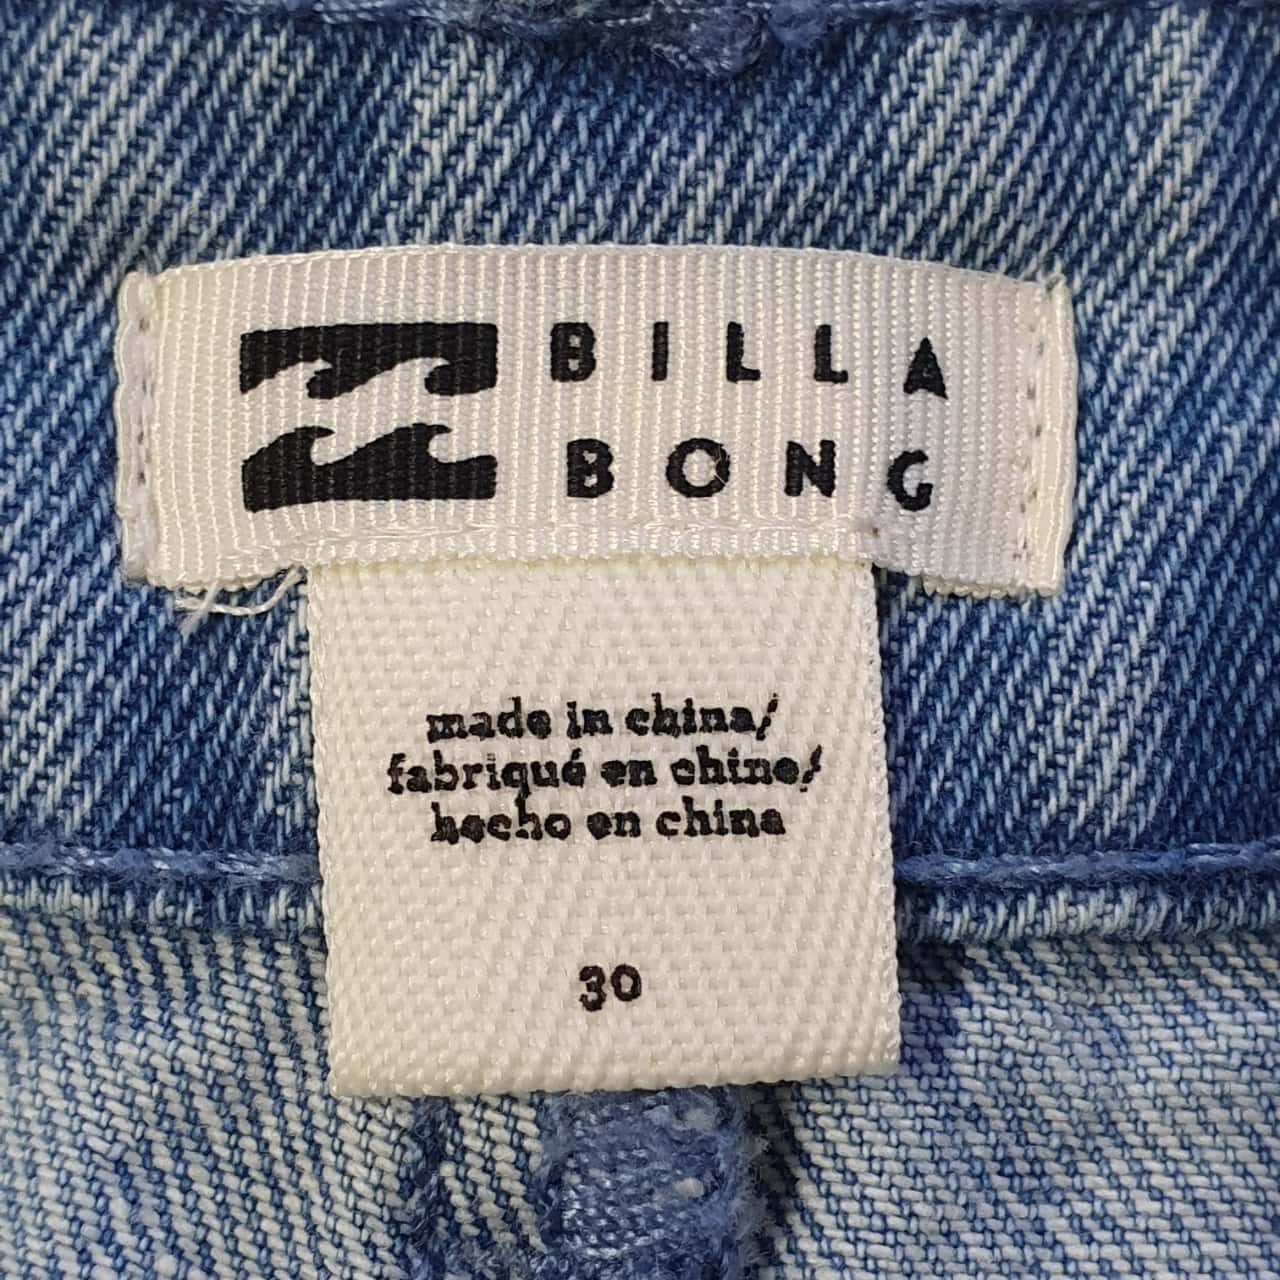 BILLA
BONG
made in china/
fabriqué en chine/
hecho en china
30